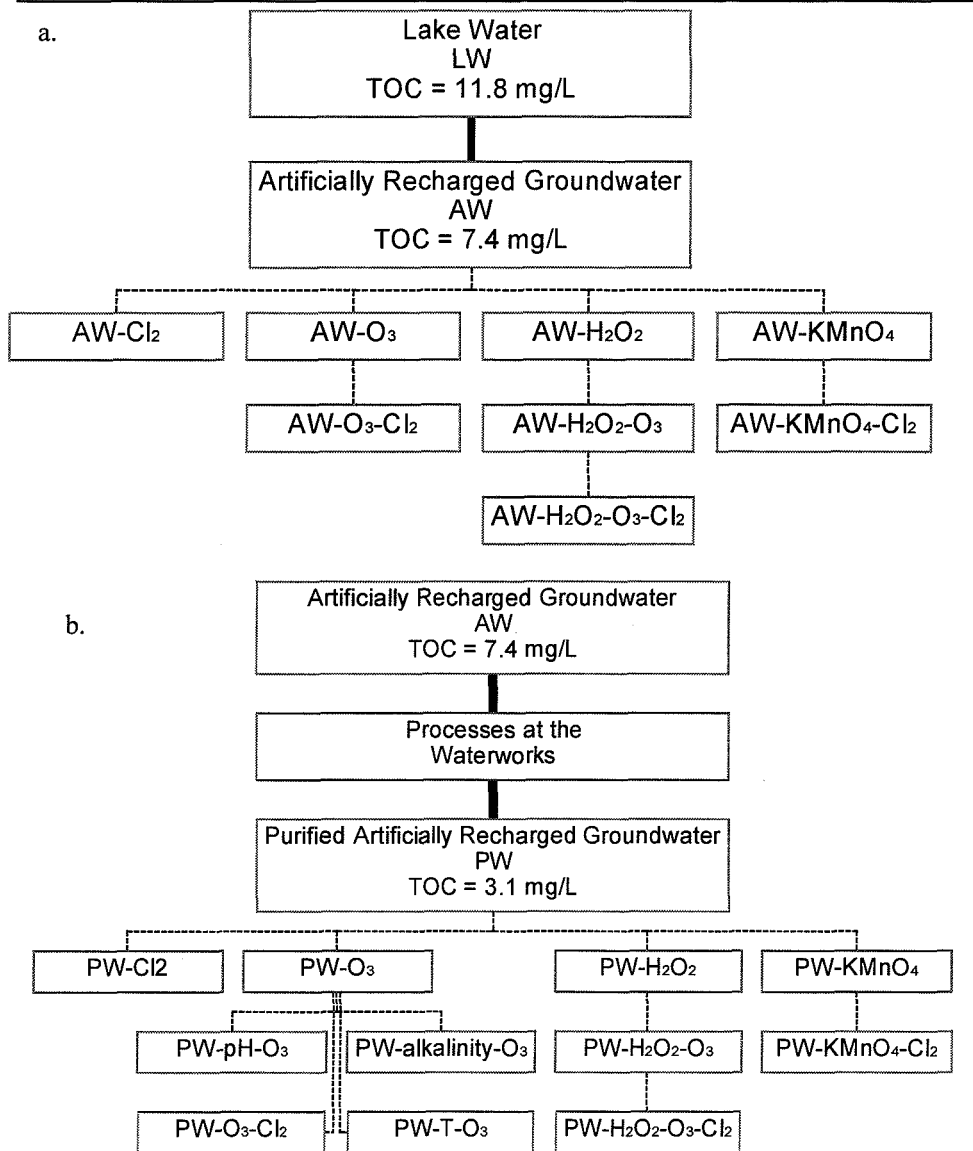 a.
Lake Water
LW
TOC = 11.8 mg/L
Artificially Recharged Groundwater
AW
TOC = 7.4 mg/L
AW-Cl₂
AW-O₃
AW-H₂O₂
AW-KMnO₄
AW-O₃-Cl₂
AW-H₂O₂-O₃
AW-KMnO₄-Cl₂
AW-H₂O₂-O₃-Cl₂
b.
Artificially Recharged Groundwater
AW
TOC = 7.4 mg/L
Processes at the
Waterworks
Purified Artificially Recharged Groundwater
PW
TOC = 3.1 mg/L
PW-Cl2
PW-O₃
PW-H₂O₂
PW-KMnO₄
PW-pH-O₃
PW-alkalinity-O₃
PW-H₂O₂-O₃
PW-KMnO₄-Cl₂
PW-O₃-Cl₂
PW-T-O₃
PW-H₂O₂-O₃-Cl₂